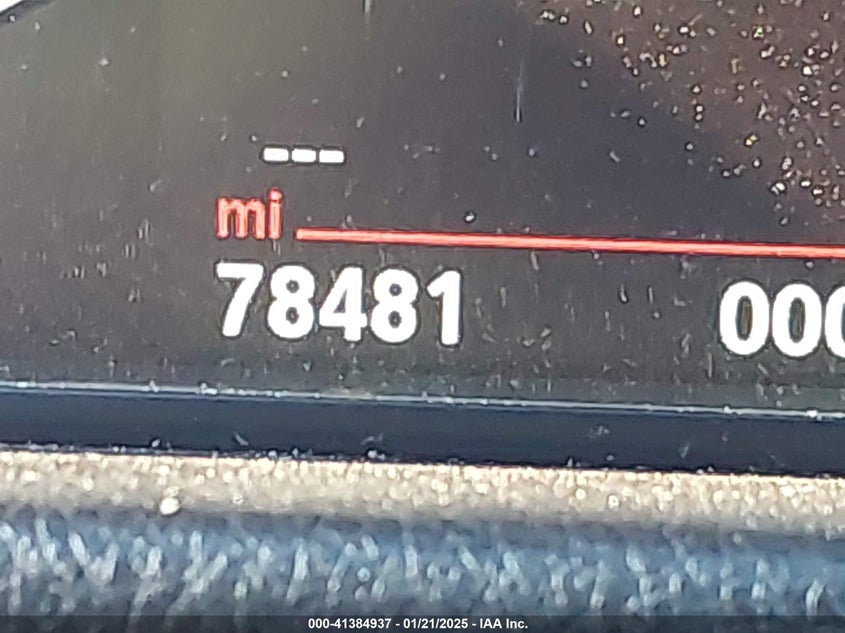 ---
mi
78481 000
000-41384937 - 01/21/2025 - IAA Inc.